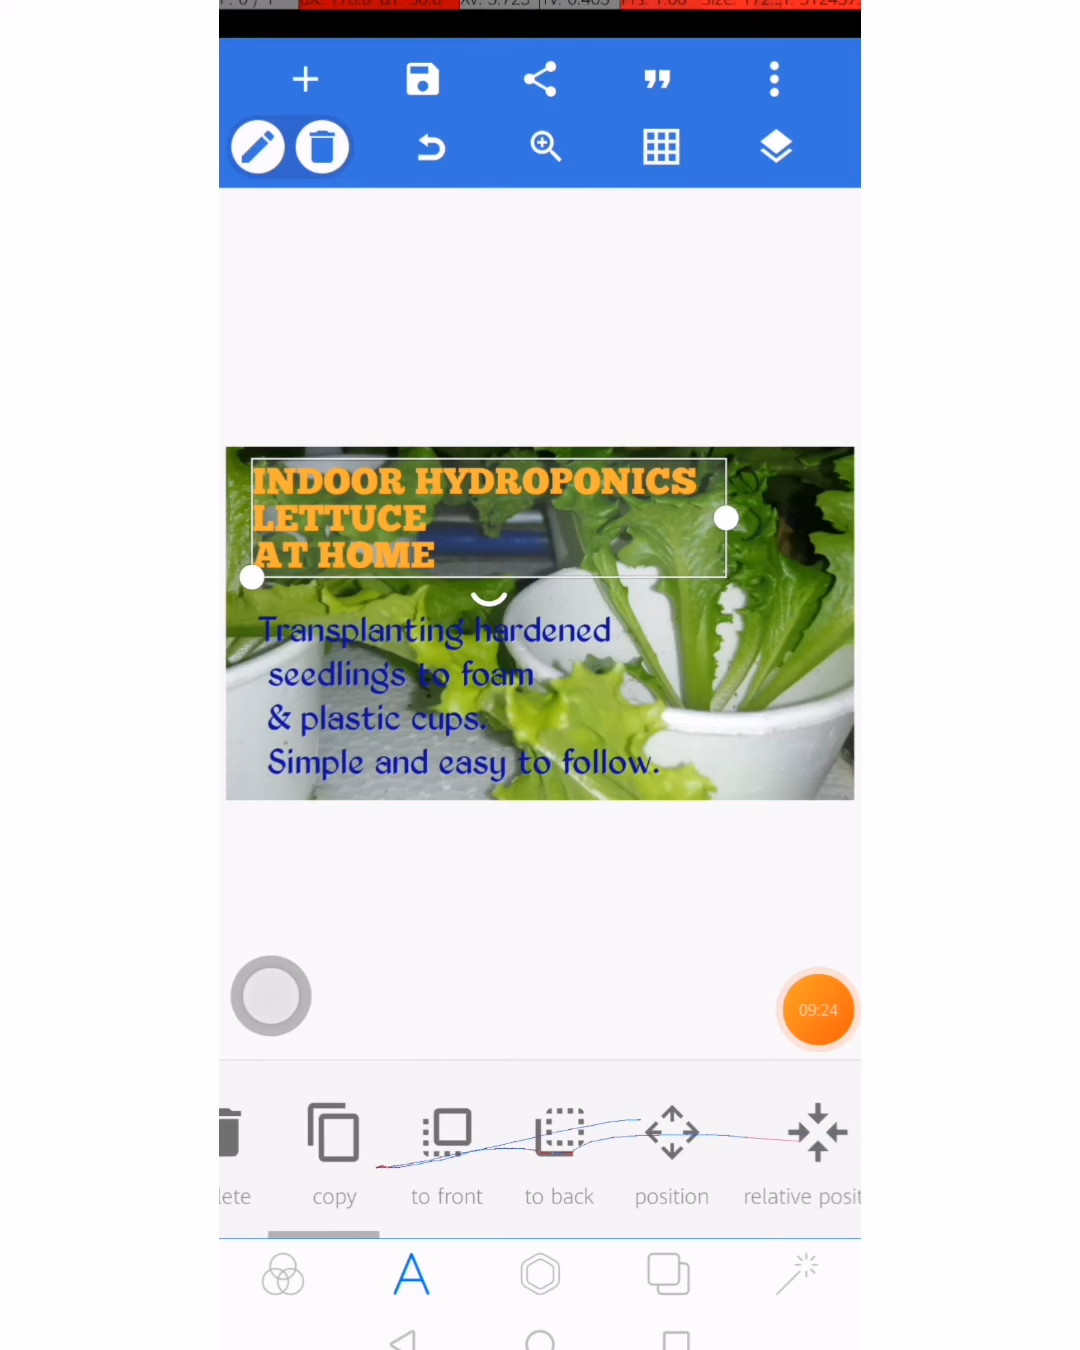 INDOOR HYDROPONICS
LETTUCE
AT HOME
Transplanting hardened
seedlings to foam
& plastic cups.
Simple and easy to follow.
09:24
lete
copy
to front
to back
position
relative posit